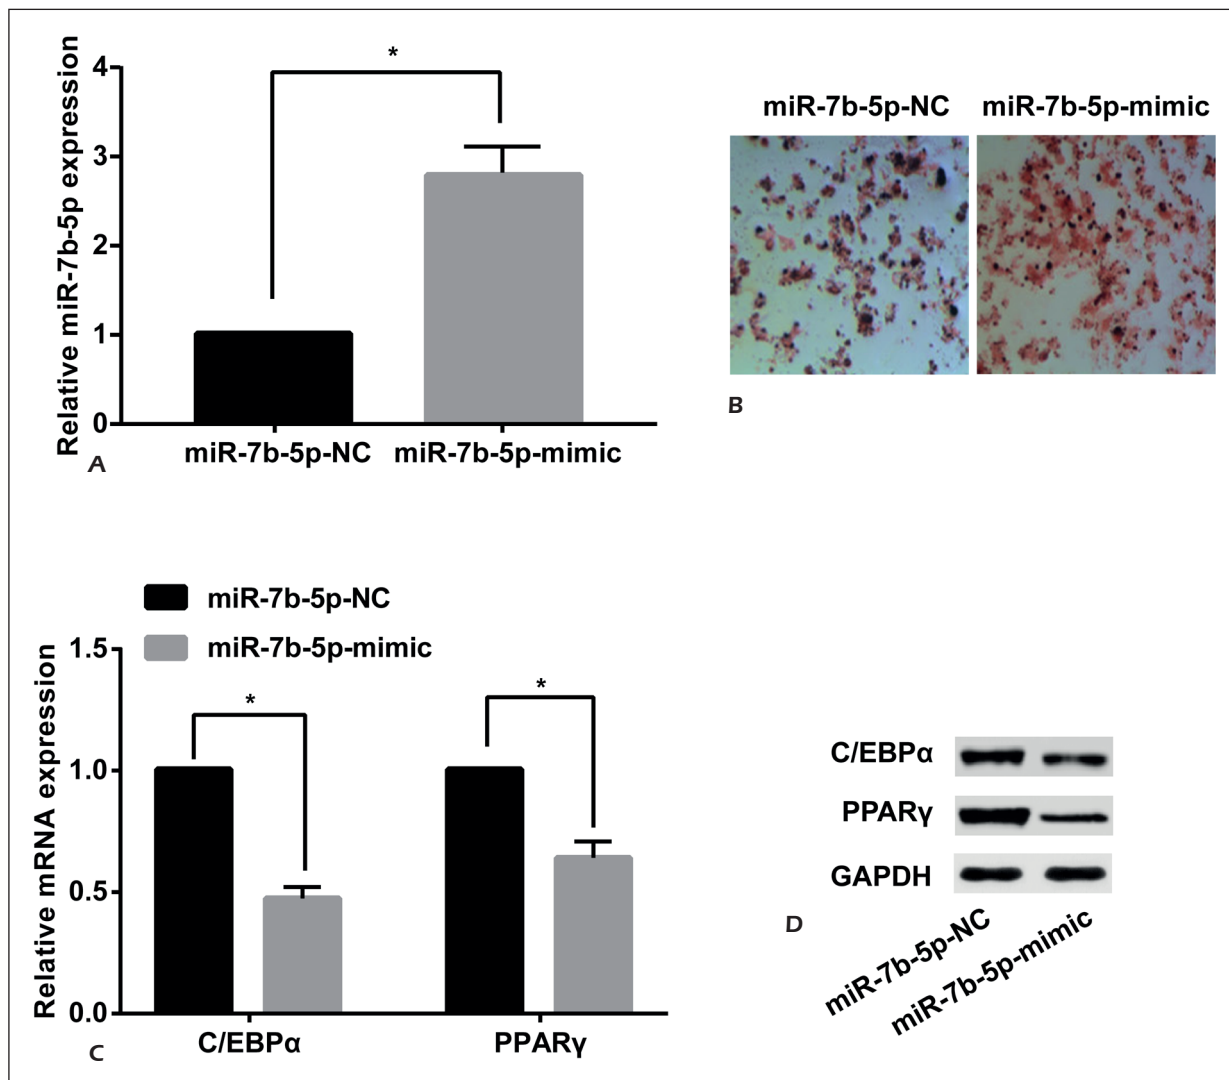 *
4
3
2
1
0
Relative miR-7b-5p expression
miR-7b-5p-NC miR-7b-5p-mimic
A
miR-7b-5p-NC miR-7b-5p-mimic
B
miR-7b-5p-NC
miR-7b-5p-mimic
1.5
1.0
0.5
0.0
Relative mRNA expression
* *
C/EBPα PPARγ
C
C/EBPα
PPARγ
GAPDH
miR-7b-5p-NC
miR-7b-5p-mimic
D